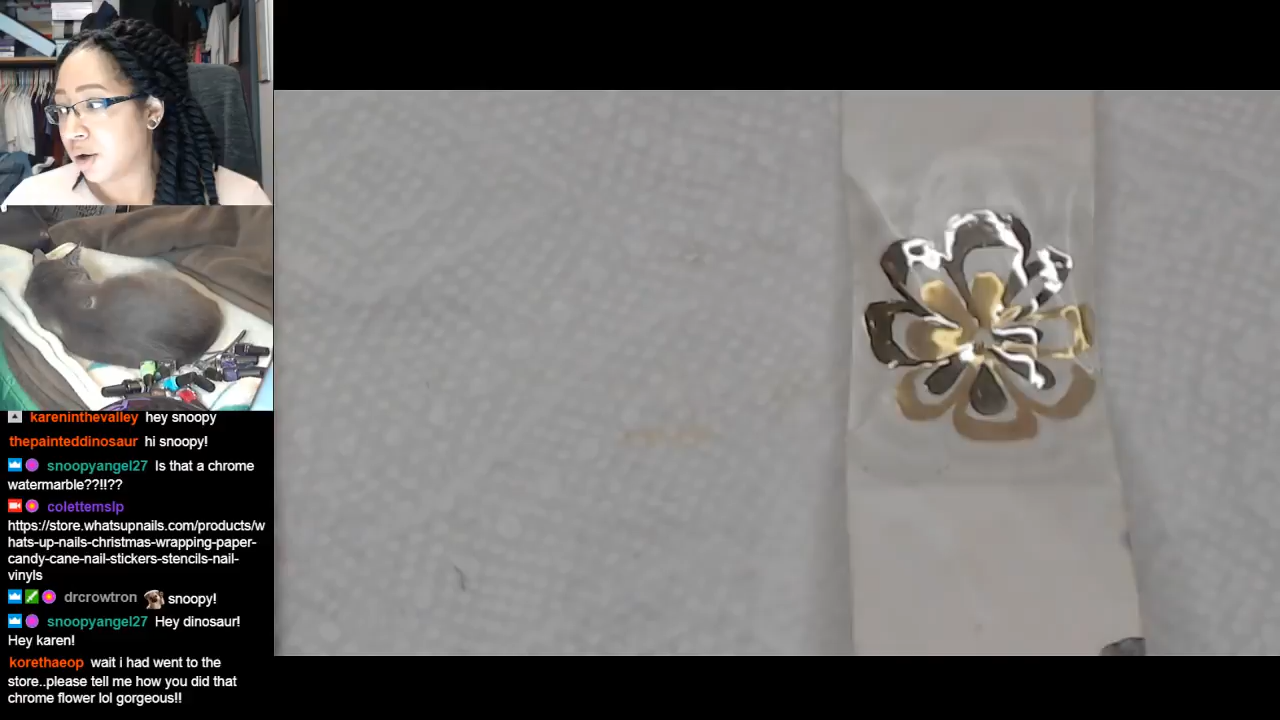 kareninthevalley hey snoopy
thepainteddinosaur hi snoopy!
snoopyangel27 Is that a chrome
watermarble??!!??
colettemslp
https://store.whatsupnails.com/products/w
hats-up-nails-christmas-wrapping-paper-
candy-cane-nail-stickers-stencils-nail-
vinyls
drcrowtron snoopy!
snoopyangel27 Hey dinosaur!
Hey karen!
korethaeop wait i had went to the
store..please tell me how you did that
chrome flower lol gorgeous!!